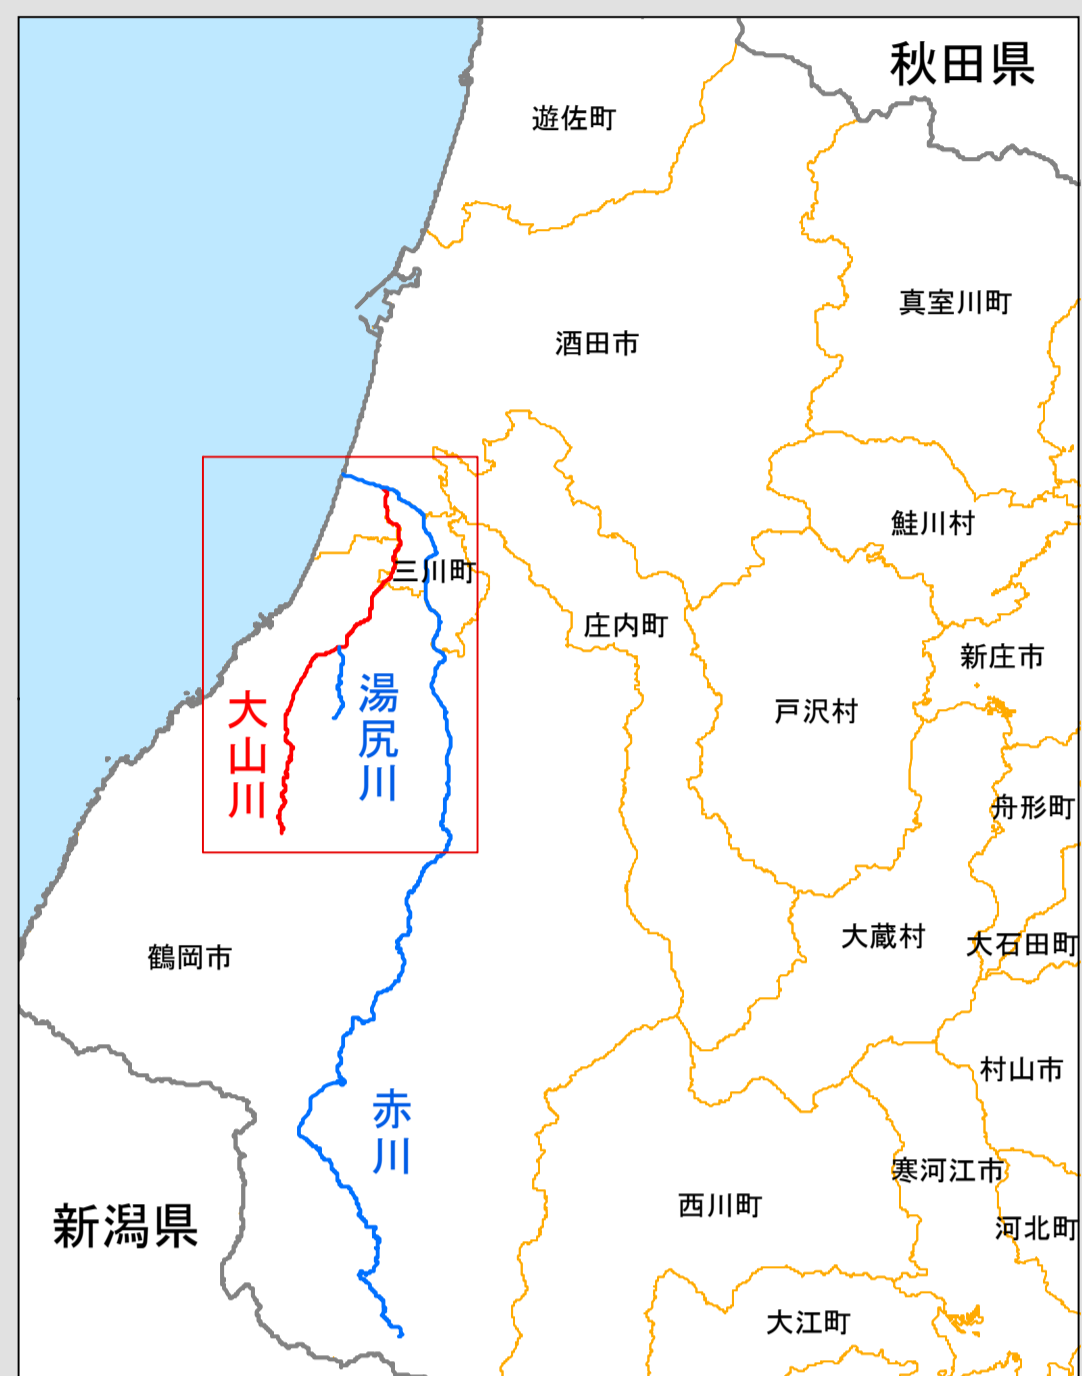 秋田県
遊佐町
真室川町
酒田市
鮭川村
三川町
庄内町
新庄市
戸沢村
湯尻川
大山川
舟形町
大蔵村
大石田町
鶴岡市
村山市
赤川
寒河江市
西川町
新潟県
河北町
大江町